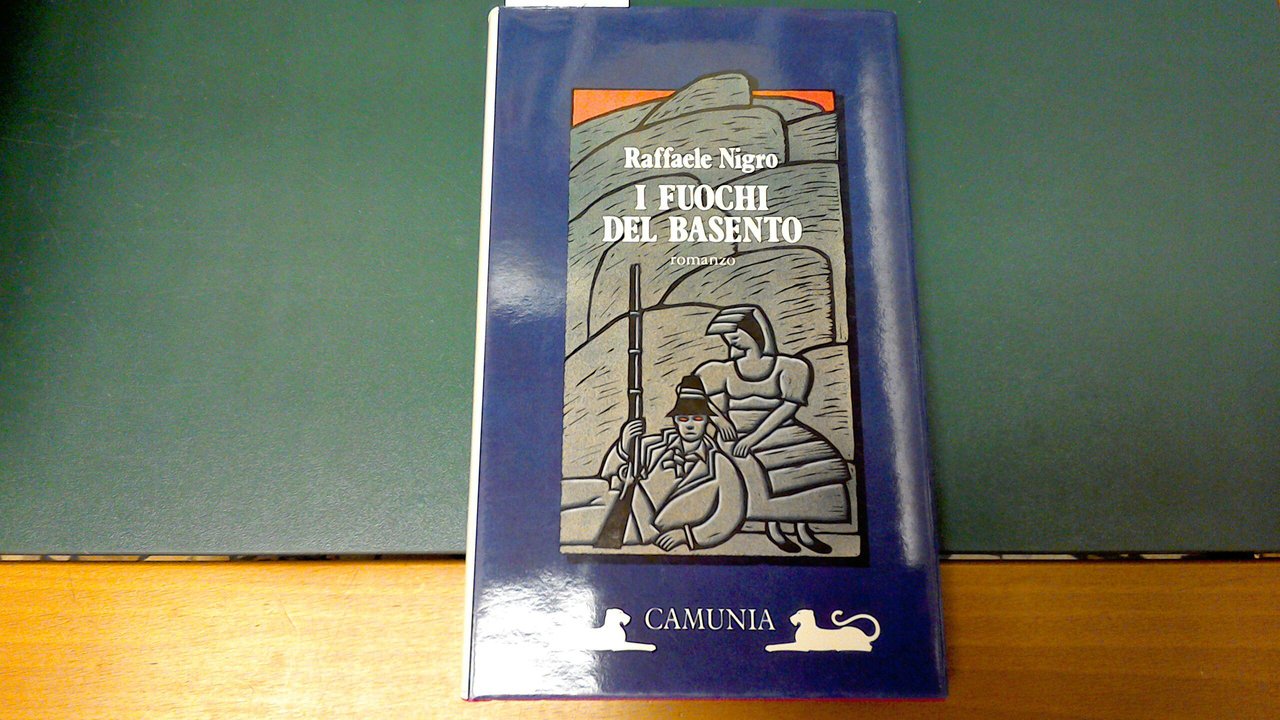 Raffaele Nigro
I FUOCHI
DEL BASENTO
romanzo
CAMUNIA